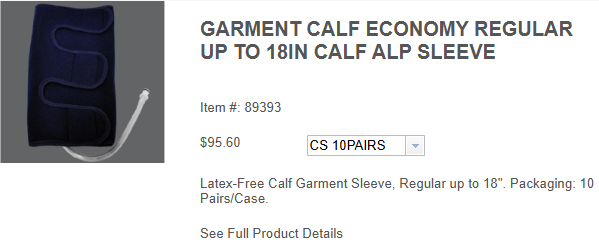 GARMENT CALF ECONOMY REGULAR
UP TO 18IN CALF ALP SLEEVE
Item #: 89393
$95.60
CS 10PAIRS
Latex-Free Calf Garment Sleeve, Regular up to 18". Packaging: 10
Pairs/Case.
See Full Product Details